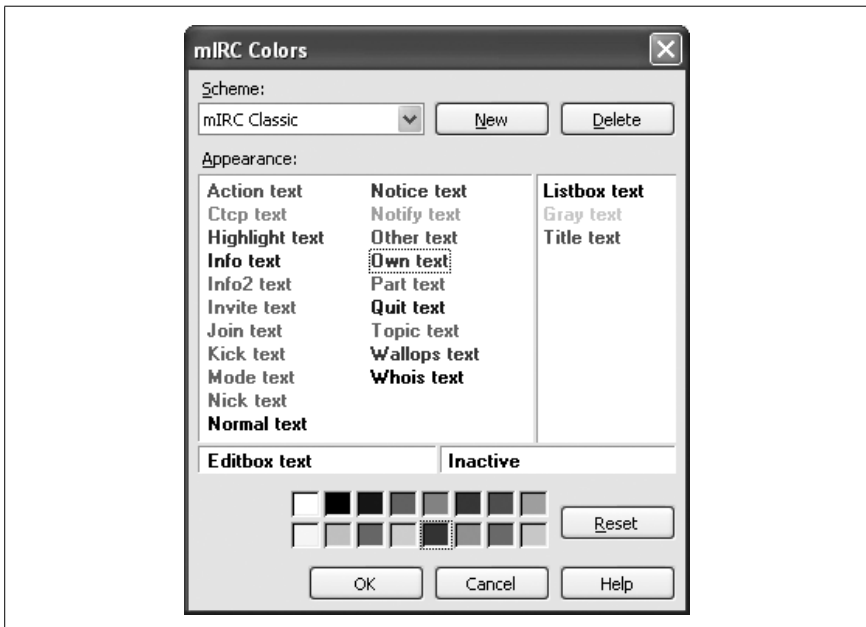 mIRC Colors
Scheme:
mIRC Classic
New
Delete
Appearance:
Action text
Ctcp text
Highlight text
Info text
Info2 text
Invite text
Join text
Kick text
Mode text
Nick text
Normal text
Notice text
Notify text
Other text
Own text
Part text
Quit text
Topic text
Wallops text
Whois text
Listbox text
Gray text
Title text
Editbox text
Inactive
Reset
OK
Cancel
Help